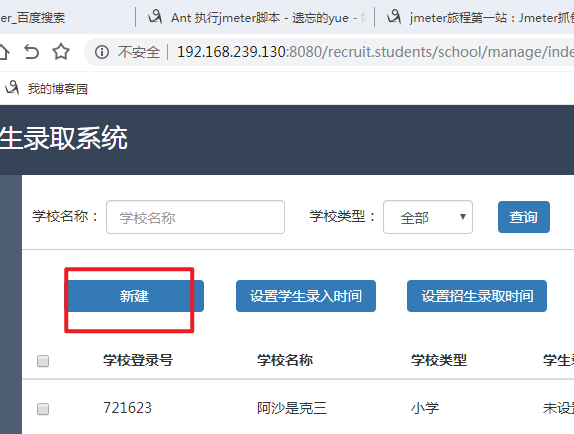 ter_百度搜索 Ant 执行jmeter脚本 - 遗忘的yue - jmeter旅程第一站：Jmeter抓
不安全 192.168.239.130:8080/recruit.students/school/manage/inde
我的博客园
生录取系统
学校名称： 学校名称 学校类型： 全部 查询
新建 设置学生录入时间 设置招生录取时间
学校登录号 学校名称 学校类型 学生
721623 阿沙是克三 小学 未设